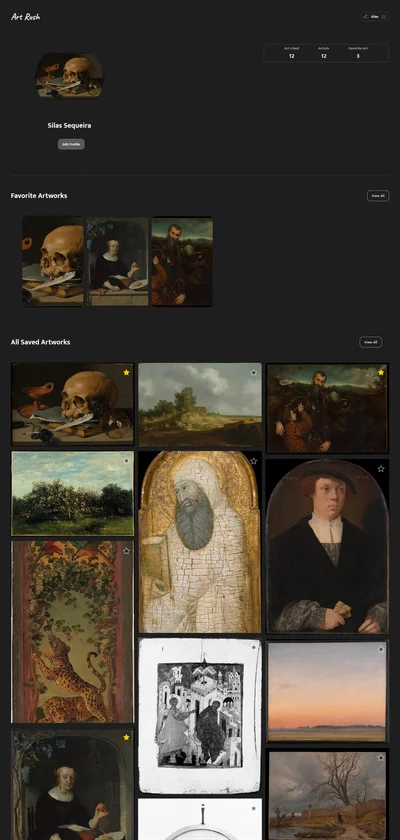 Art Rush
Silas
Art Liked Artists Favorite Art
12 12 3
Silas Sequeira
Edit Profile
Favorite Artworks
View All
All Saved Artworks
View All